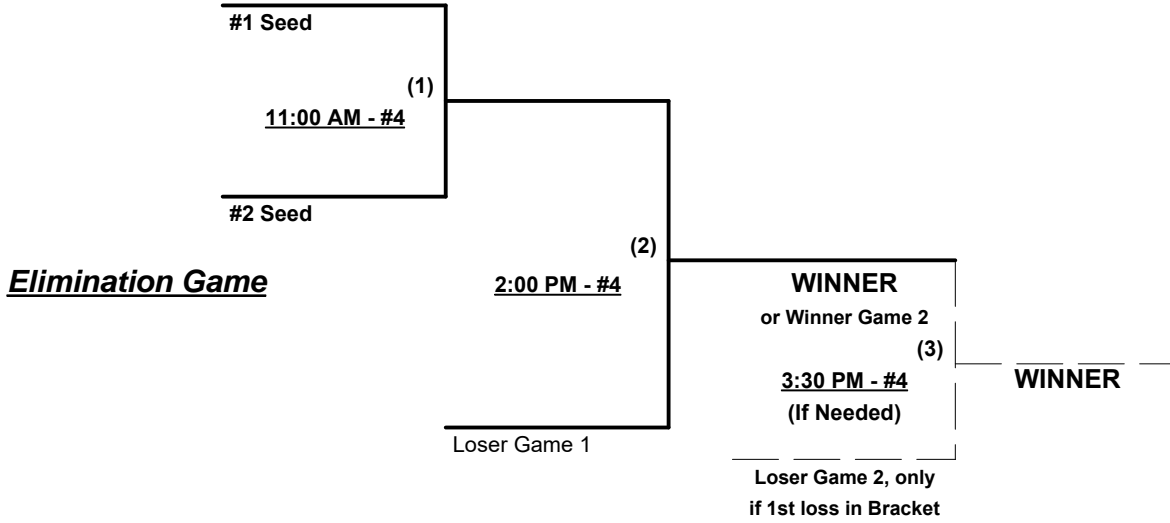 #1 Seed
(1)
11:00 AM - #4
#2 Seed
(2)
Elimination Game
2:00 PM - #4
WINNER
or Winner Game 2
(3)
3:30 PM - #4
WINNER
(If Needed)
Loser Game 1
Loser Game 2, only
if 1st loss in Bracket